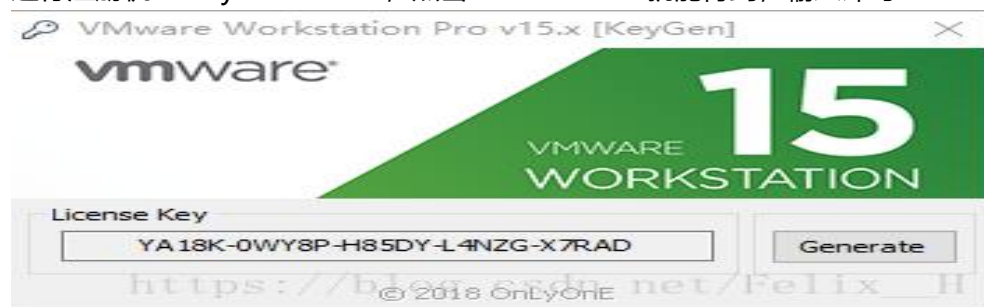 VMware Workstation Pro v15.x [KeyGen]
vmware
15
VMWARE
WORKSTATION
License Key
YA18K-0WY8P-H85DY-L4NZG-X7RAD
Generate
© 2018 OnLyOnE